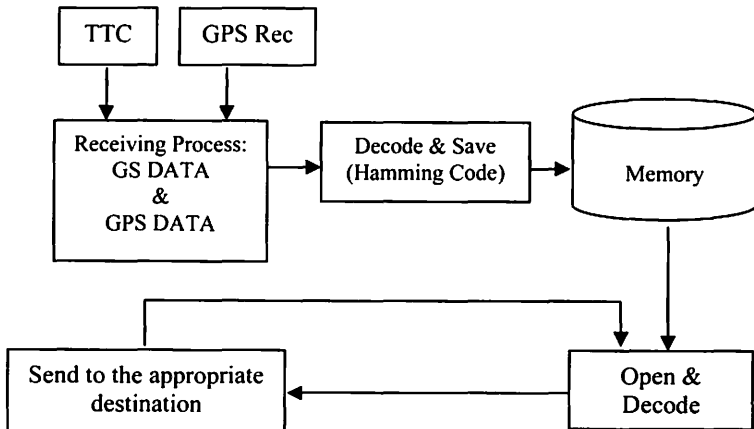 TTC
GPS Rec
Receiving Process:
GS DATA
&
GPS DATA
Decode & Save
(Hamming Code)
Memory
Send to the appropriate
destination
Open &
Decode